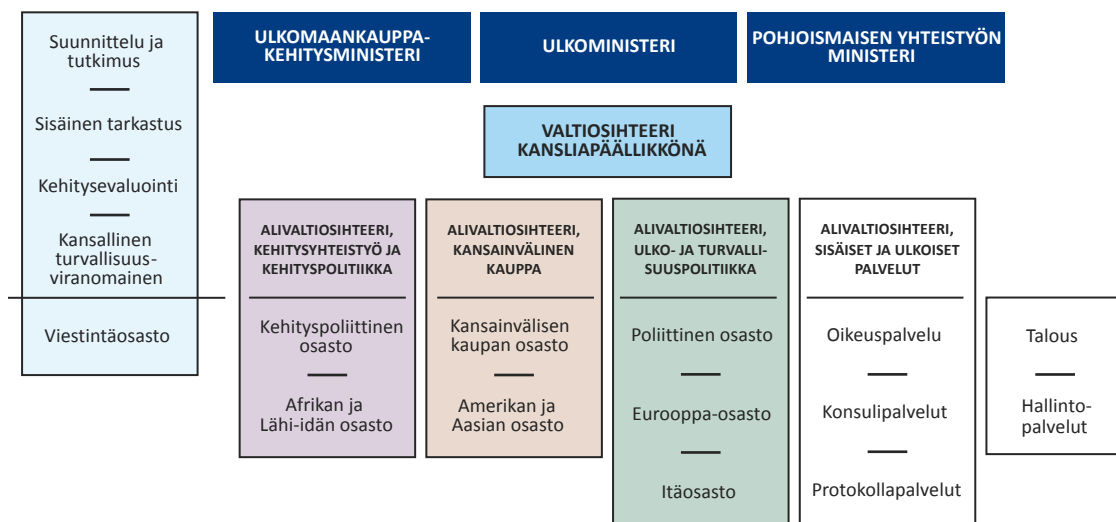 Suunnittelu ja
tutkimus
Sisäinen tarkastus
Kehitysevaluointi
Kansallinen
turvallisuus-
viranomainen
Viestintäosasto
ULKOMAANKAUPPA-
KEHITYSMINISTERI
ULKOMINISTERI
POHJOISMAISEN YHTEISTYÖN
MINISTERI
VALTIOSIHTEERI
KANSLIAPÄÄLLIKKÖNÄ
ALIVALTIOSIHTEERI,
KEHITYSYHTEISTYÖ JA
KEHITYSPOLITIIKKA
Kehityspoliittinen
osasto
Afrikan ja
Lähi-idän osasto
ALIVALTIOSIHTEERI,
KANSAINVÄLINEN
KAUPPA
Kansainvälisen
kaupan osasto
Amerikan ja
Aasian osasto
ALIVALTIOSIHTEERI,
ULKO- JA TURVALLI-
SUUSPOLITIIKKA
Poliittinen osasto
Eurooppa-osasto
Itäosasto
ALIVALTIOSIHTEERI,
SISÄISET JA ULKOISET
PALVELUT
Oikeuspalvelu
Konsulipalvelut
Protokollapalvelut
Talous
Hallinto-
palvelut